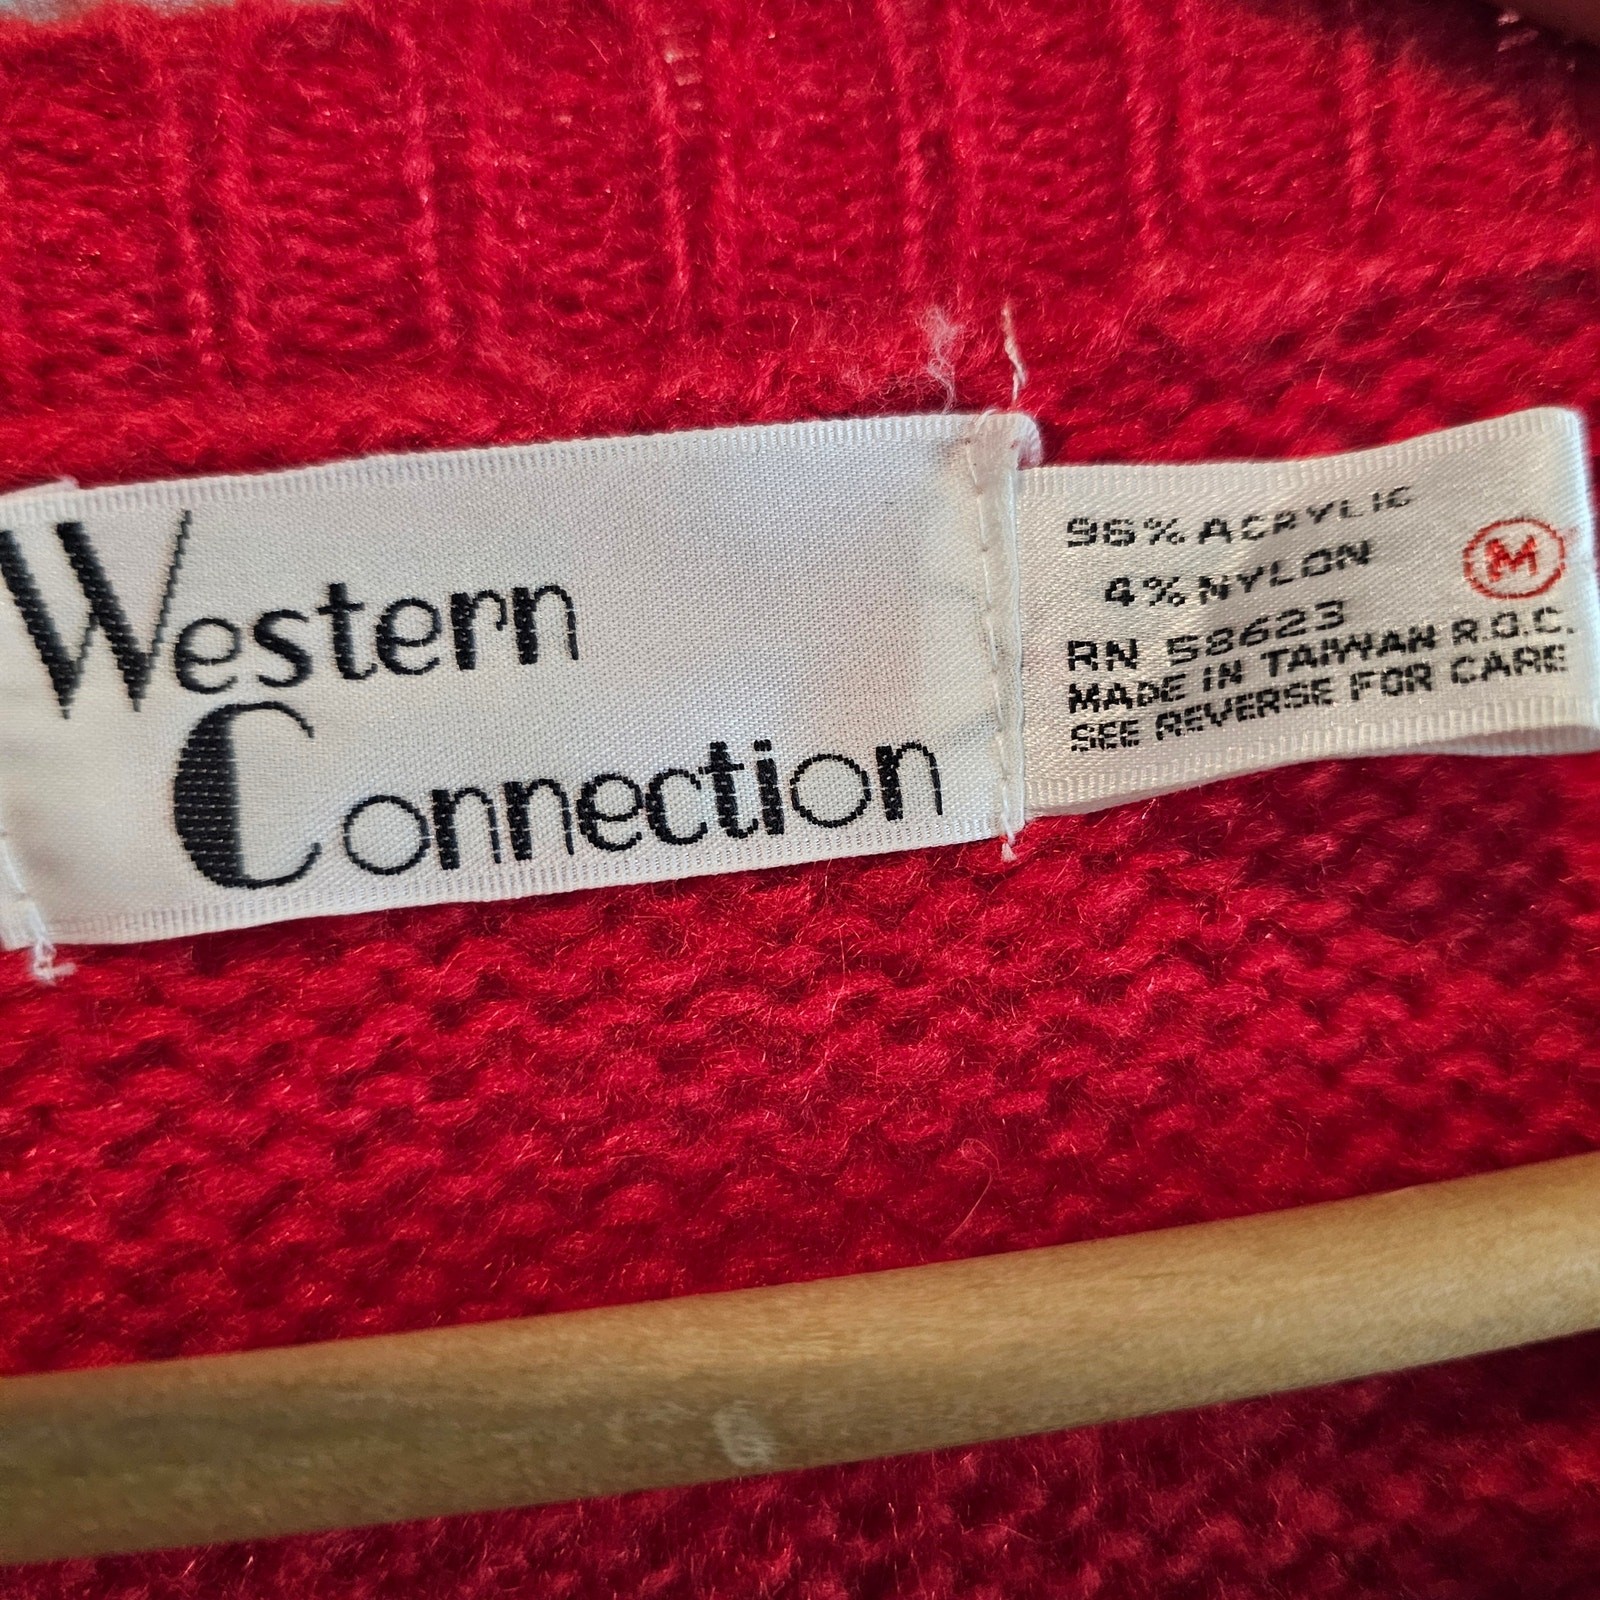 Western
Connection
96% ACRYLIC
4% NYLON
M
RN 58623
MADE IN TAIWAN R.O.C.
SEE REVERSE FOR CARE